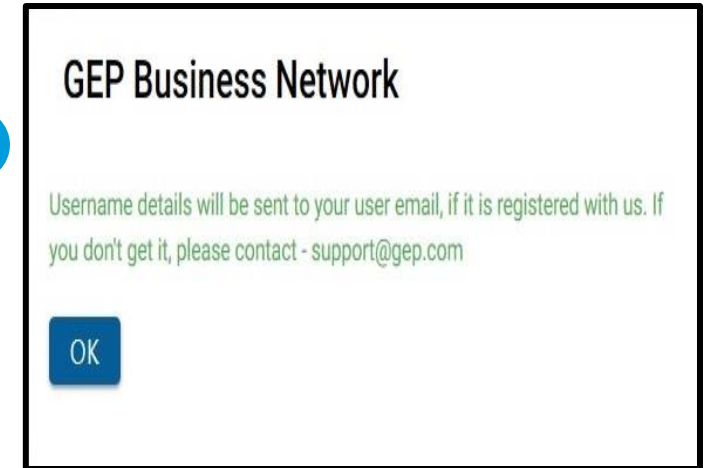 GEP Business Network
Username details will be sent to your user email, if it is registered with us. If
you don't get it, please contact - support@gep.com
OK